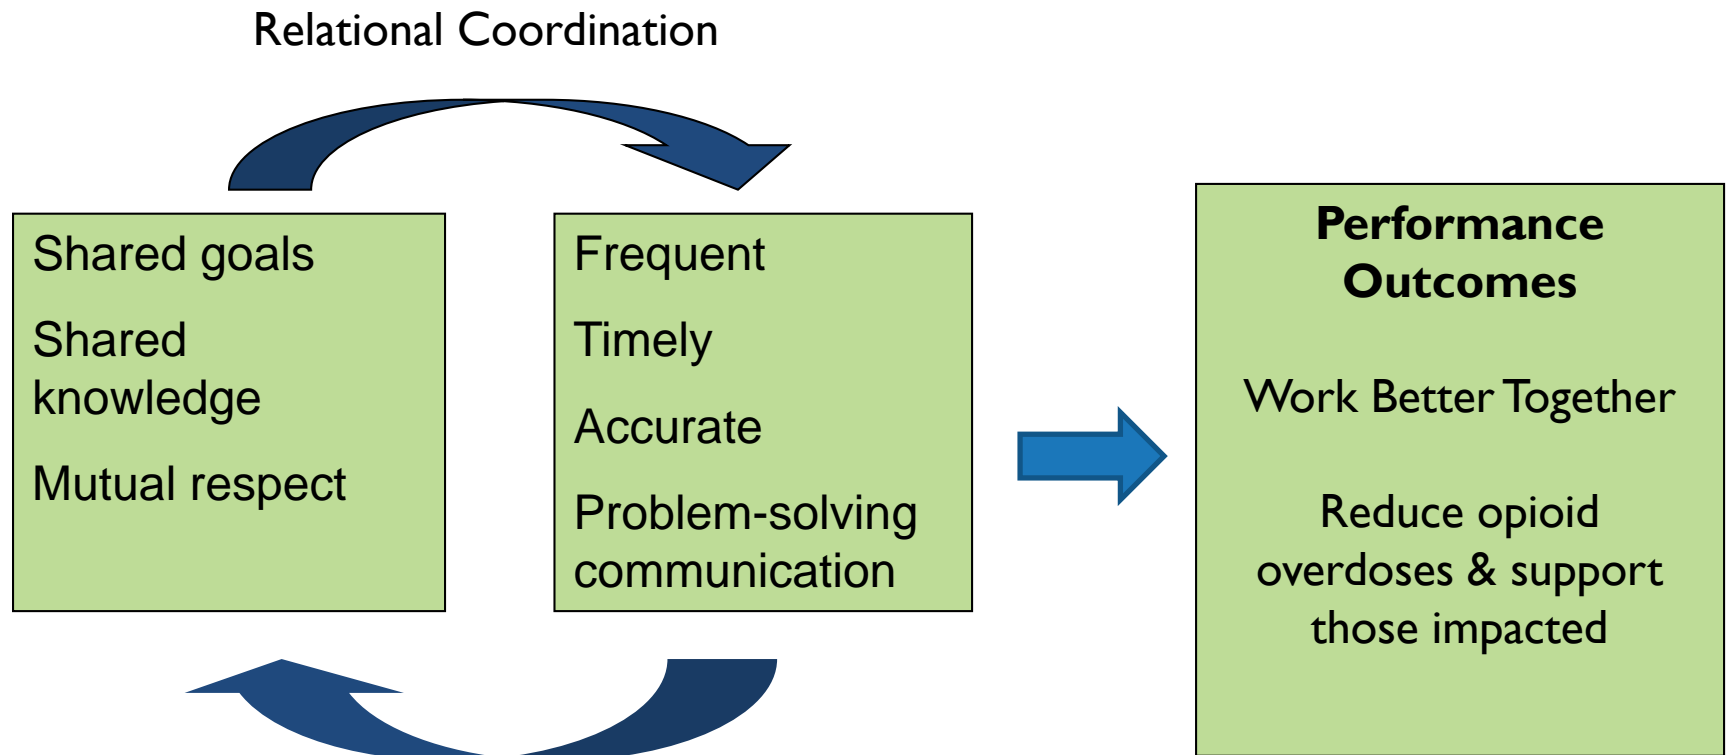 Relational Coordination
Shared goals
Shared
knowledge
Mutual respect
Frequent
Timely
Accurate
Problem-solving
communication
Performance
Outcomes
Work Better Together
Reduce opioid
overdoses & support
those impacted